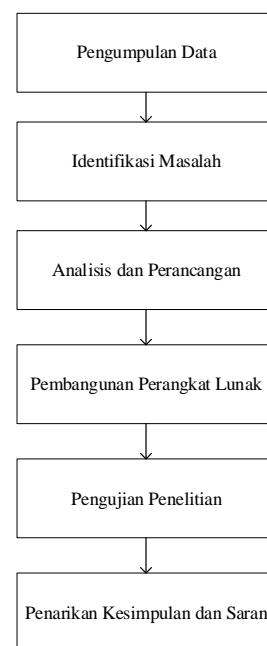 Pengumpulan Data
Identifikasi Masalah
Analisis dan Perancangan
Pembangunan Perangkat Lunak
Pengujian Penelitian
Penarikan Kesimpulan dan Saran